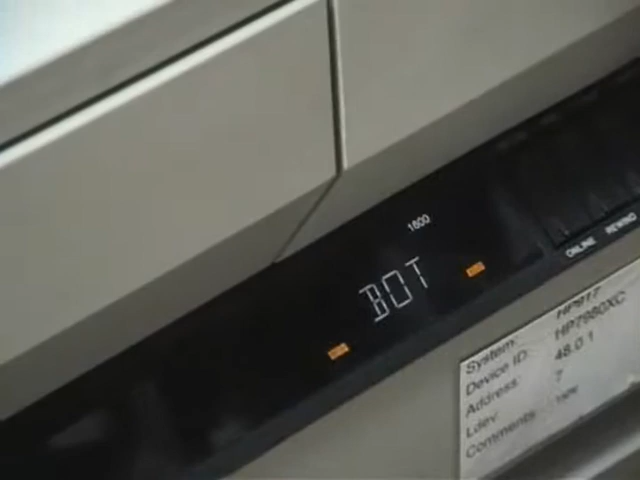 1600
BOT
ONLINE REWIND
System: HP917
Device ID: HP7980XC
Address: 48.0.1
Ldev: 7
Comments: